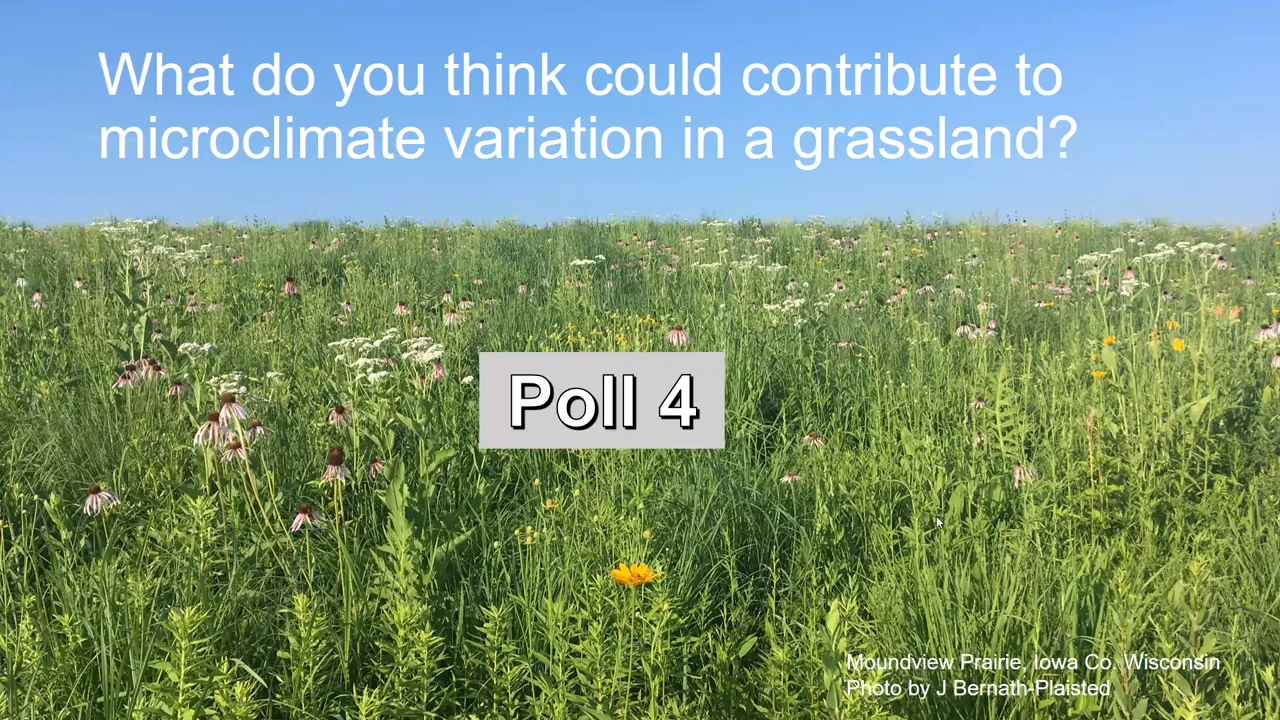 What do you think could contribute to
microclimate variation in a grassland?
Poll 4
Moundview Prairie, Iowa Co. Wisconsin
Photo by J Bernath-Plaisted